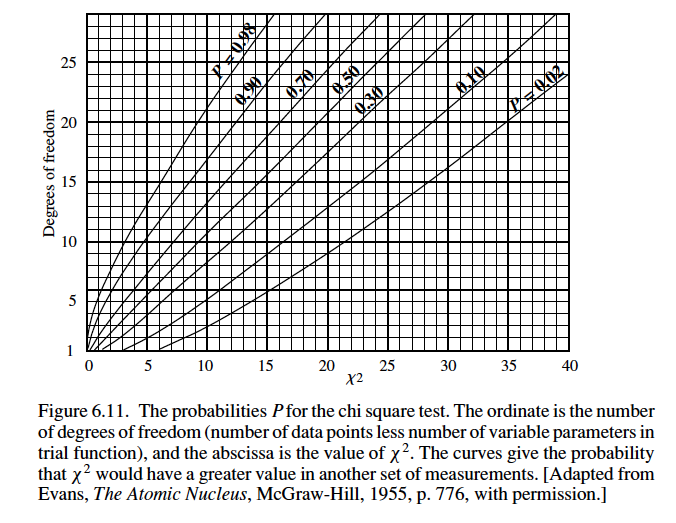 P = 0.98
0.90
0.70
0.50
0.30
0.10
P = 0.02
Degrees of freedom
25
20
15
10
5
1
0 5 10 15 20 25 30 35 40
χ2
Figure 6.11. The probabilities P for the chi square test. The ordinate is the number
of degrees of freedom (number of data points less number of variable parameters in
trial function), and the abscissa is the value of χ². The curves give the probability
that χ² would have a greater value in another set of measurements. [Adapted from
Evans, The Atomic Nucleus, McGraw-Hill, 1955, p. 776, with permission.]